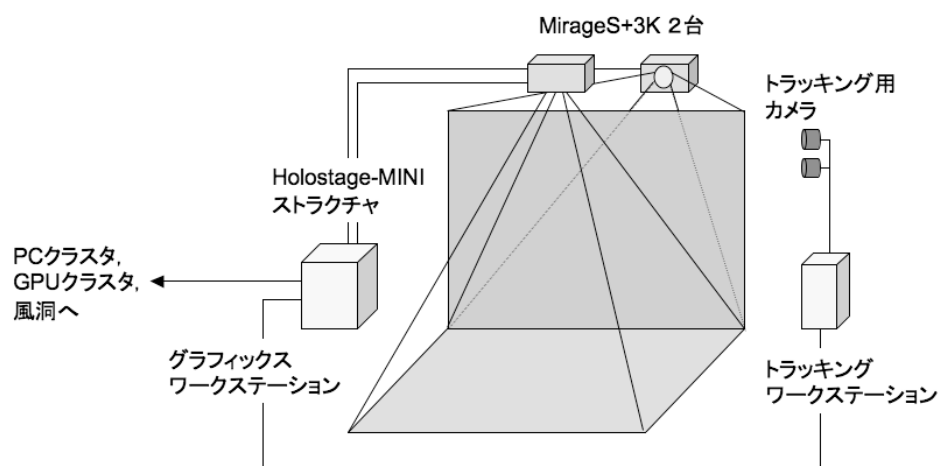 MirageS+3K 2台
トラッキング用
カメラ
Holostage-MINI
ストラクチャ
PCクラスタ,
GPUクラスタ,
風洞へ
グラフィックス
ワークステーション
トラッキング
ワークステーション